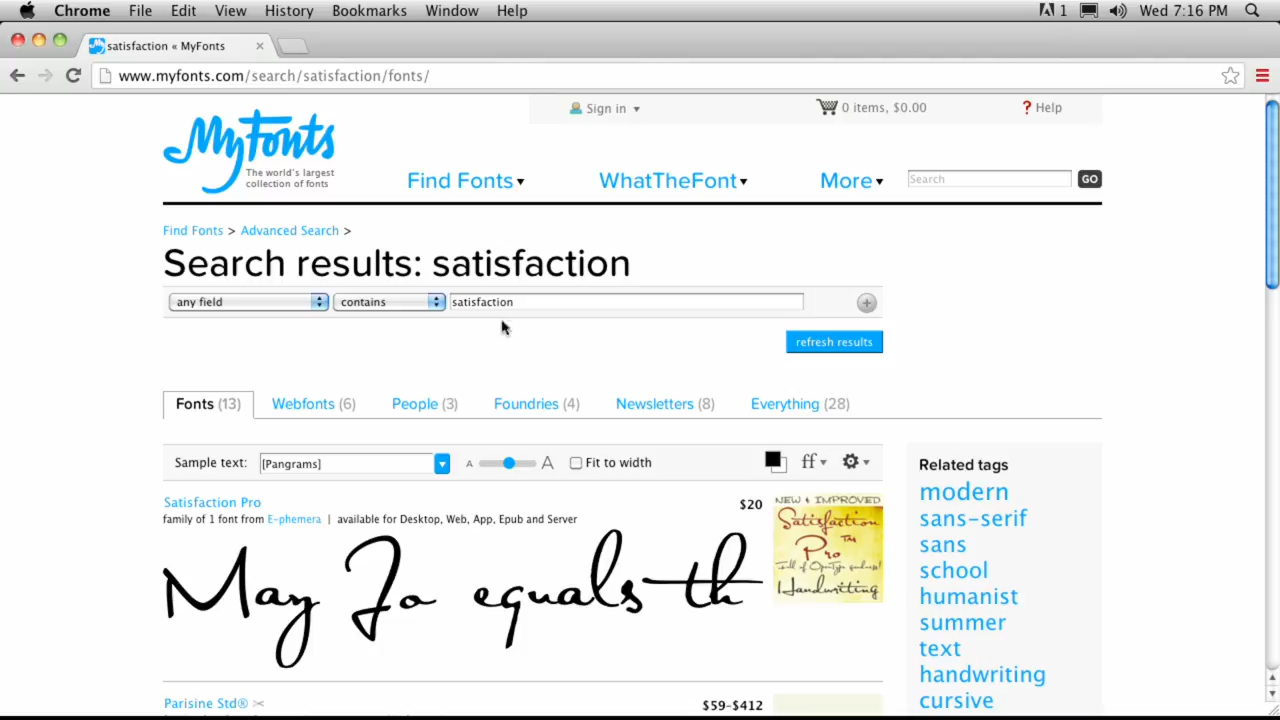 Chrome File Edit View History Bookmarks Window Help 1 Wed 7:16 PM
satisfaction « MyFonts
www.myfonts.com/search/satisfaction/fonts/
Sign in 0 items, $0.00 ? Help
MyFonts
The world's largest
collection of fonts
Find Fonts WhatTheFont More Search GO
Find Fonts > Advanced Search >
Search results: satisfaction
any field contains satisfaction
refresh results
Fonts (13) Webfonts (6) People (3) Foundries (4) Newsletters (8) Everything (28)
Sample text: [Pangrams] A A Fit to width ff
Related tags
modern
sans-serif
sans
school
humanist
summer
text
handwriting
cursive
Satisfaction Pro $20
family of 1 font from E-phemera | available for Desktop, Web, App, Epub and Server
May Jo equals th
NEW & IMPROVED
Satisfaction
Pro ™
Full of OpenType goodness!
Handwriting
Parisine Std® $59-$412